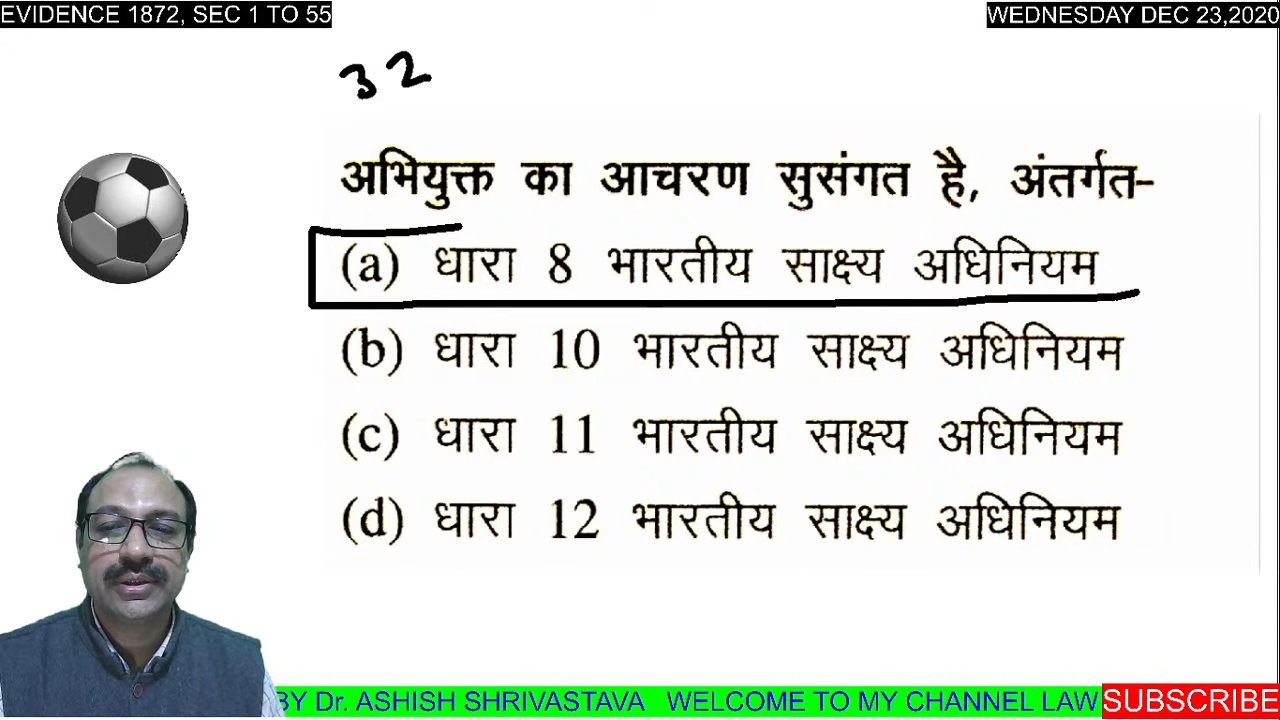 EVIDENCE 1872, SEC 1 TO 55
WEDNESDAY DEC 23,2020
32
अभियुक्त का आचरण सुसंगत है, अंतर्गत-
(a) धारा 8 भारतीय साक्ष्य अधिनियम
(b) धारा 10 भारतीय साक्ष्य अधिनियम
(c) धारा 11 भारतीय साक्ष्य अधिनियम
(d) धारा 12 भारतीय साक्ष्य अधिनियम
BY Dr. ASHISH SHRIVASTAVA WELCOME TO MY CHANNEL LAW
SUBSCRIBE